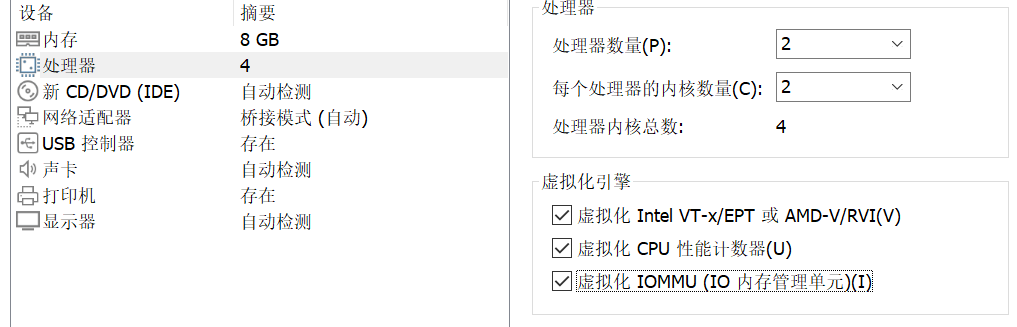 设备 摘要
内存 8 GB
处理器 4
新 CD/DVD (IDE) 自动检测
网络适配器 桥接模式 (自动)
USB 控制器 存在
声卡 自动检测
打印机 存在
显示器 自动检测
处理器
处理器数量(P): 2
每个处理器的内核数量(C): 2
处理器内核总数: 4
虚拟化引擎
虚拟化 Intel VT-x/EPT 或 AMD-V/RVI(V)
虚拟化 CPU 性能计数器(U)
虚拟化 IOMMU (IO 内存管理单元)(I)